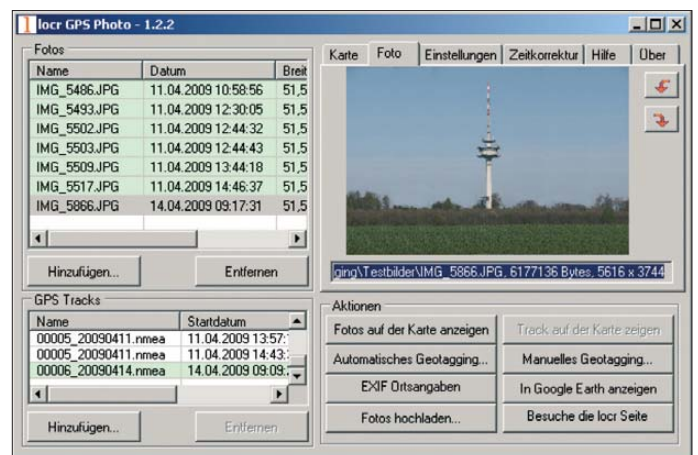 locr GPS Photo - 1.2.2
Fotos
Name Datum Breit
IMG_5486.JPG 11.04.2009 10:58:56 51,5
IMG_5493.JPG 11.04.2009 12:30:05 51,5
IMG_5502.JPG 11.04.2009 12:44:32 51,5
IMG_5503.JPG 11.04.2009 12:44:43 51,5
IMG_5509.JPG 11.04.2009 13:44:18 51,5
IMG_5517.JPG 11.04.2009 14:46:37 51,5
IMG_5866.JPG 14.04.2009 09:17:31 51,5
Hinzufügen... Entfernen
GPS Tracks
Name Startdatum
00005_20090411.nmea 11.04.2009 13:57:
00005_20090411.nmea 11.04.2009 14:43:
00006_20090414.nmea 14.04.2009 09:09:
Hinzufügen... Entfernen
Karte Foto Einstellungen Zeitkorrektur Hilfe Über
ging\Testbilder\IMG_5866.JPG, 6177136 Bytes, 5616 x 3744
Aktionen
Fotos auf der Karte anzeigen Track auf der Karte zeigen
Automatisches Geotagging... Manuelles Geotagging...
EXIF Ortsangaben In Google Earth anzeigen
Fotos hochladen... Besuche die locr Seite